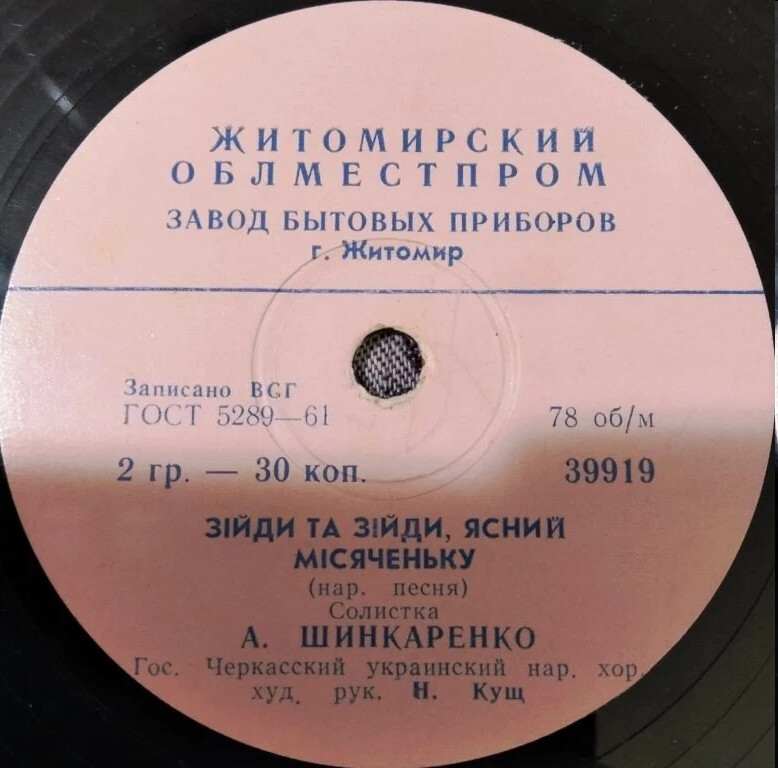 ЖИТОМИРСКИЙ
ОБЛМЕСТПРОМ
ЗАВОД БЫТОВЫХ ПРИБОРОВ
г. Житомир
Записано ВСГ
ГОСТ 5289—61 78 об/м
2 гр. — 30 коп. 39919
ЗІЙДИ ТА ЗІЙДИ, ЯСНИЙ
МІСЯЧЕНЬКУ
(нар. песня)
Солистка
А. ШИНКАРЕНКО
Гос. Черкасский украинский нар. хор,
худ. рук. Н. Кущ